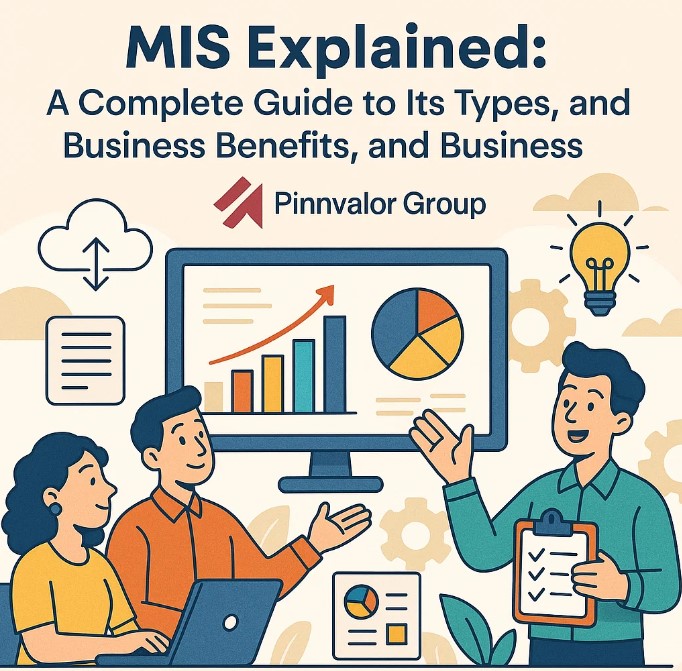 MIS Explained:
A Complete Guide to Its Types, and
Business Benefits, and Business
Pinnvalor Group